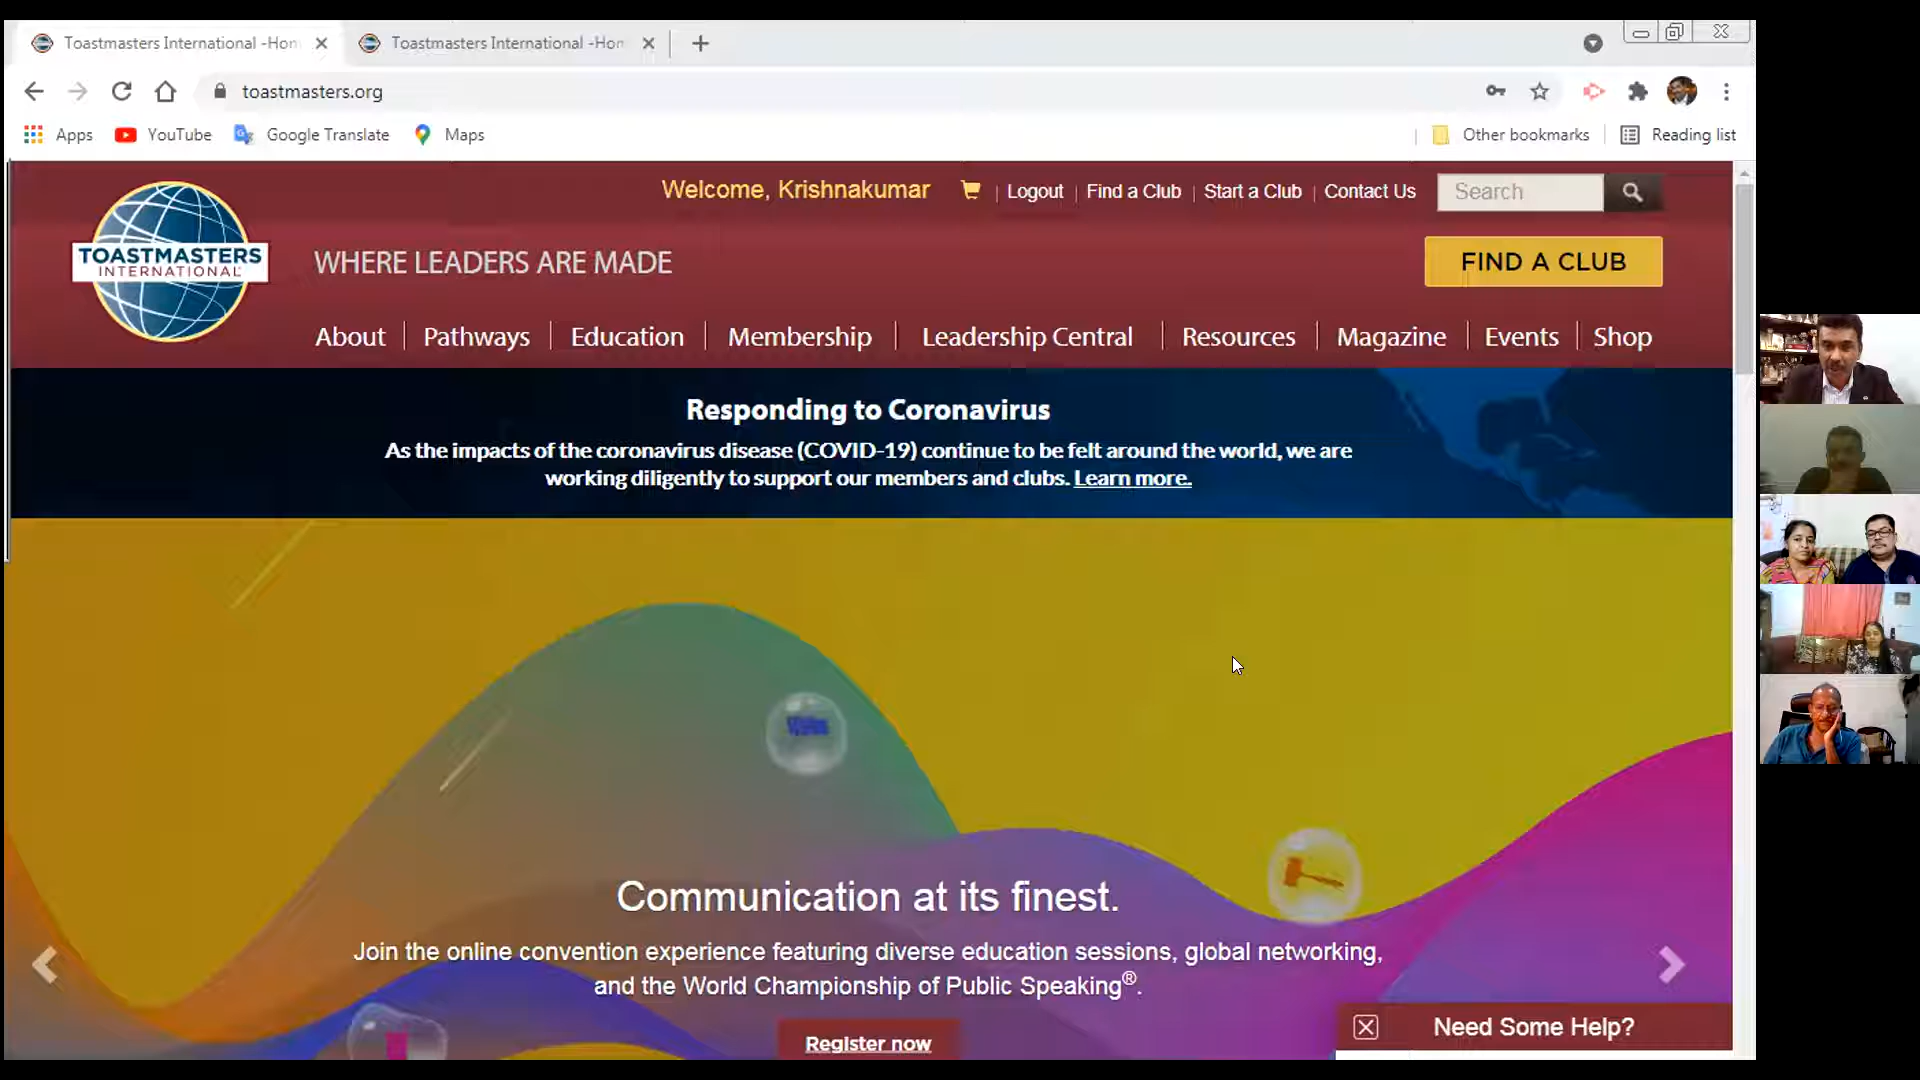 Toastmasters International -Hom
Toastmasters International -Hom
toastmasters.org
Apps
YouTube
Google Translate
Maps
Other bookmarks
Reading list
Welcome, Krishnakumar
Logout
Find a Club
Start a Club
Contact Us
Search
TOASTMASTERS
INTERNATIONAL
WHERE LEADERS ARE MADE
FIND A CLUB
About
Pathways
Education
Membership
Leadership Central
Resources
Magazine
Events
Shop
Responding to Coronavirus
As the impacts of the coronavirus disease (COVID-19) continue to be felt around the world, we are
working diligently to support our members and clubs. Learn more.
Communication at its finest.
Join the online convention experience featuring diverse education sessions, global networking,
and the World Championship of Public Speaking®.
Register now
Need Some Help?